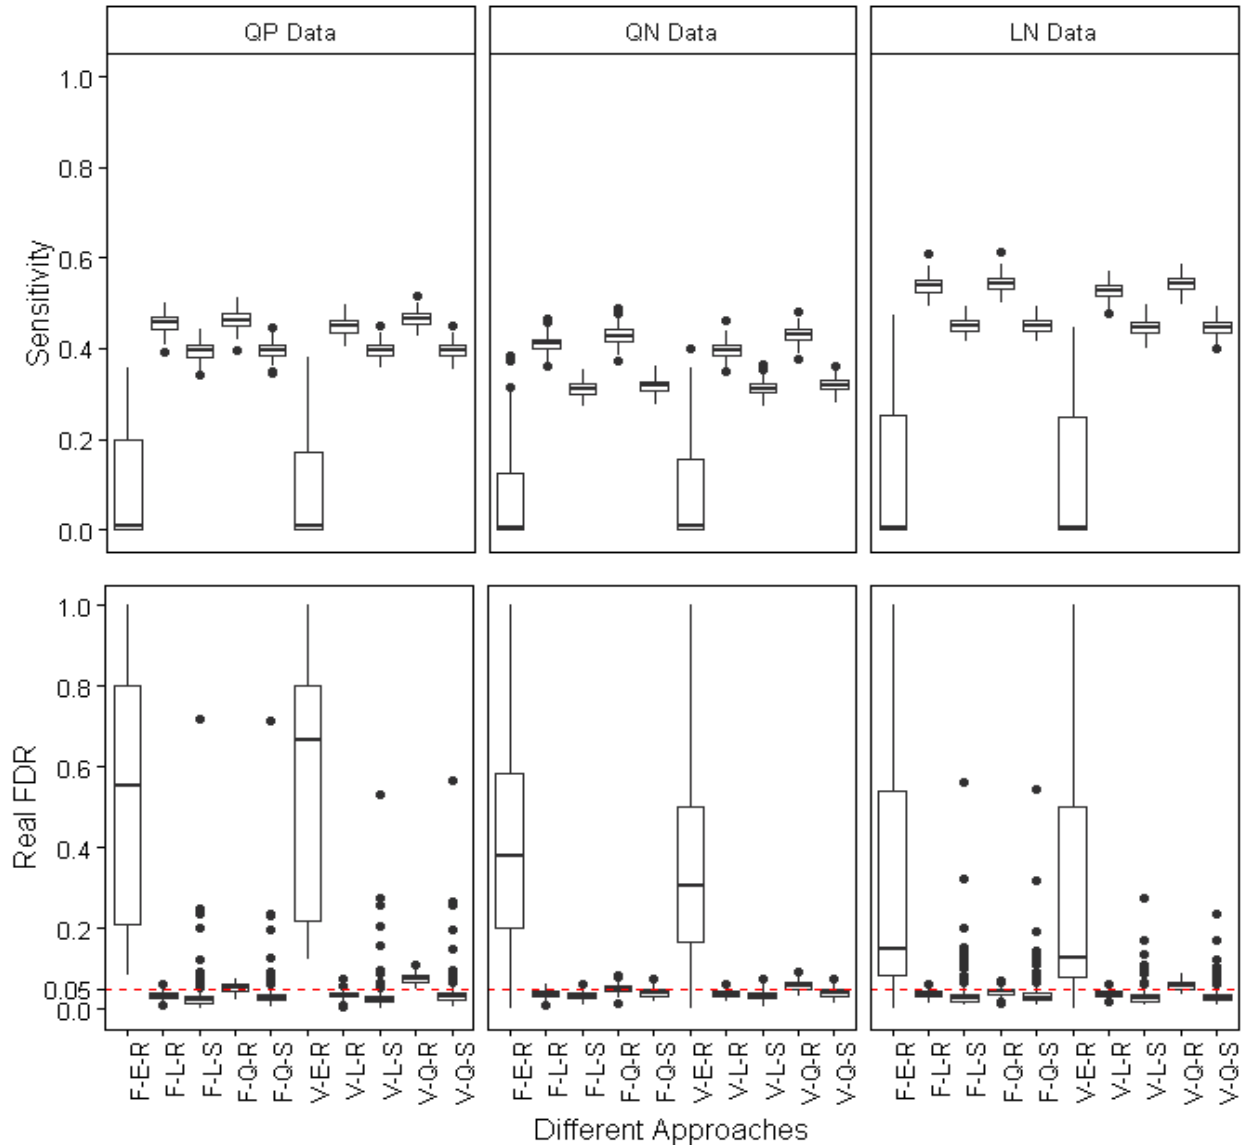 QP Data
QN Data
LN Data
Sensitivity
1.0
0.8
0.6
0.4
0.2
0.0
Real FDR
1.0
0.8
0.6
0.4
0.2
0.05
0.0
F-E-R
F-L-R
F-L-S
F-Q-R
F-Q-S
V-E-R
V-L-R
V-L-S
V-Q-R
V-Q-S
F-E-R
F-L-R
F-L-S
F-Q-R
F-Q-S
V-E-R
V-L-R
V-L-S
V-Q-R
V-Q-S
F-E-R
F-L-R
F-L-S
F-Q-R
F-Q-S
V-E-R
V-L-R
V-L-S
V-Q-R
V-Q-S
Different Approaches